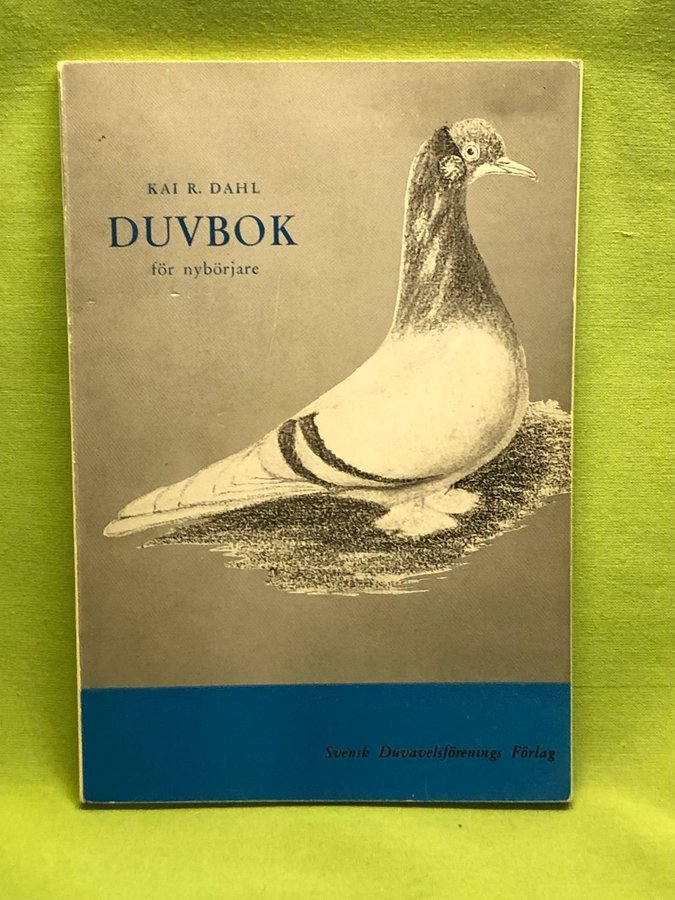 KAI R. DAHL
DUVBOK
för nybörjare
Svensk Duvavelsförenings Förlag